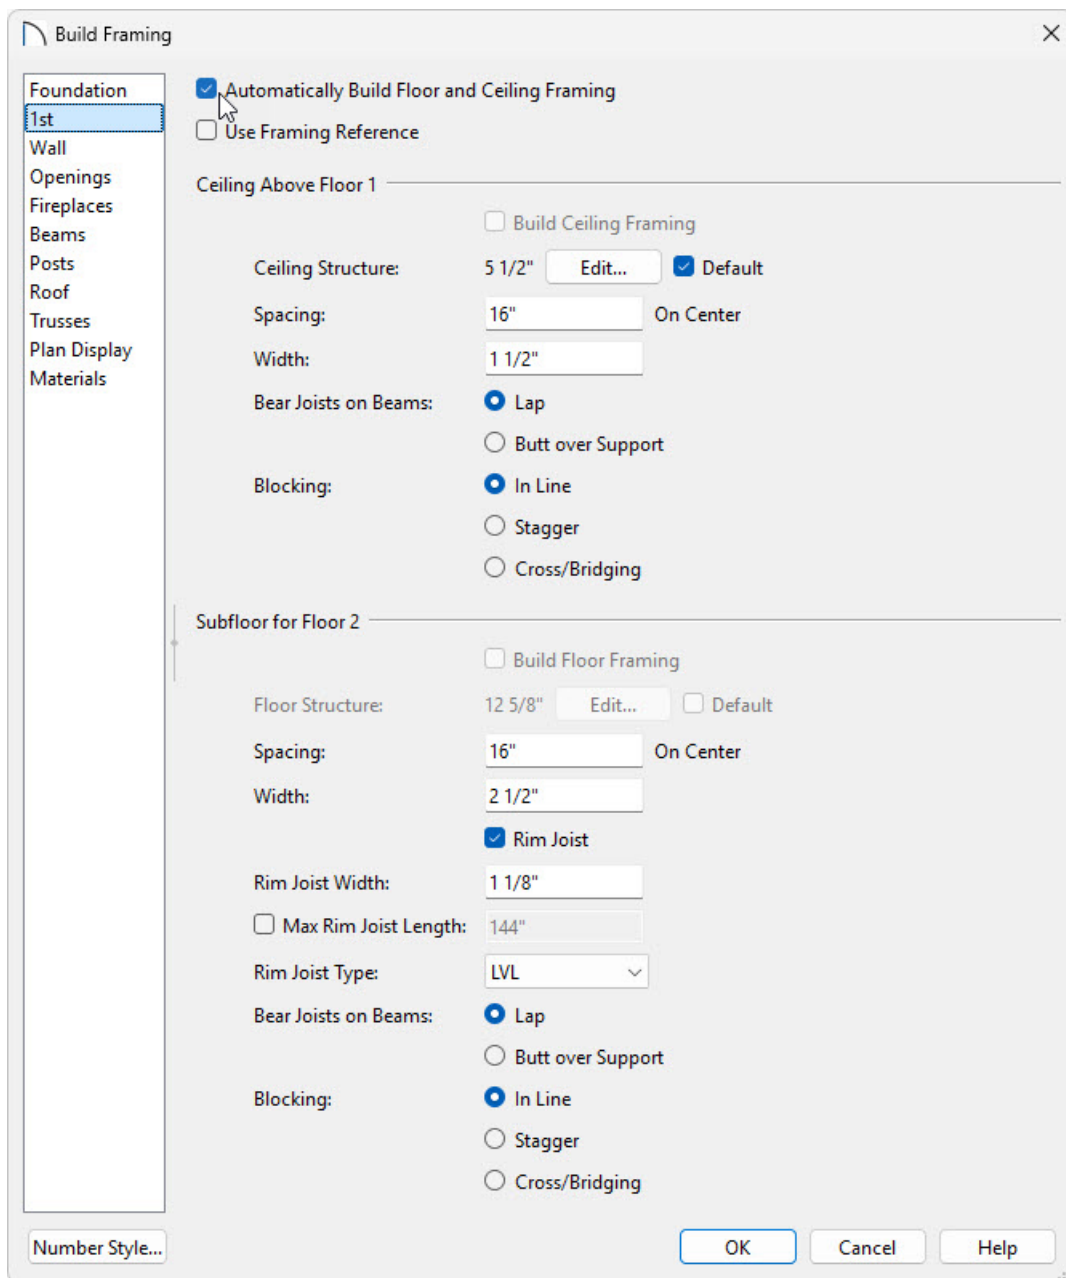 Build Framing
Foundation
1st
Wall
Openings
Fireplaces
Beams
Posts
Roof
Trusses
Plan Display
Materials
Automatically Build Floor and Ceiling Framing
Use Framing Reference
Ceiling Above Floor 1
Build Ceiling Framing
Ceiling Structure: 5 1/2" Edit... Default
Spacing: 16" On Center
Width: 1 1/2"
Bear Joists on Beams: Lap
Butt over Support
Blocking: In Line
Stagger
Cross/Bridging
Subfloor for Floor 2
Build Floor Framing
Floor Structure: 12 5/8" Edit... Default
Spacing: 16" On Center
Width: 2 1/2"
Rim Joist
Rim Joist Width: 1 1/8"
Max Rim Joist Length: 144"
Rim Joist Type: LVL
Bear Joists on Beams: Lap
Butt over Support
Blocking: In Line
Stagger
Cross/Bridging
Number Style... OK Cancel Help